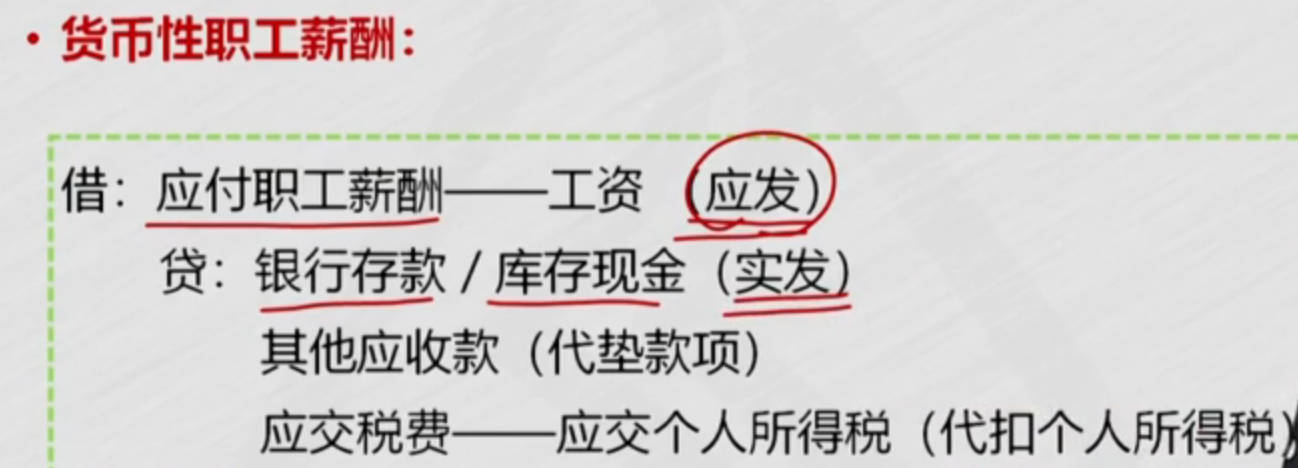 • 货币性职工薪酬：
借：应付职工薪酬——工资（应发）
贷：银行存款 / 库存现金（实发）
其他应收款（代垫款项）
应交税费——应交个人所得税（代扣个人所得税）